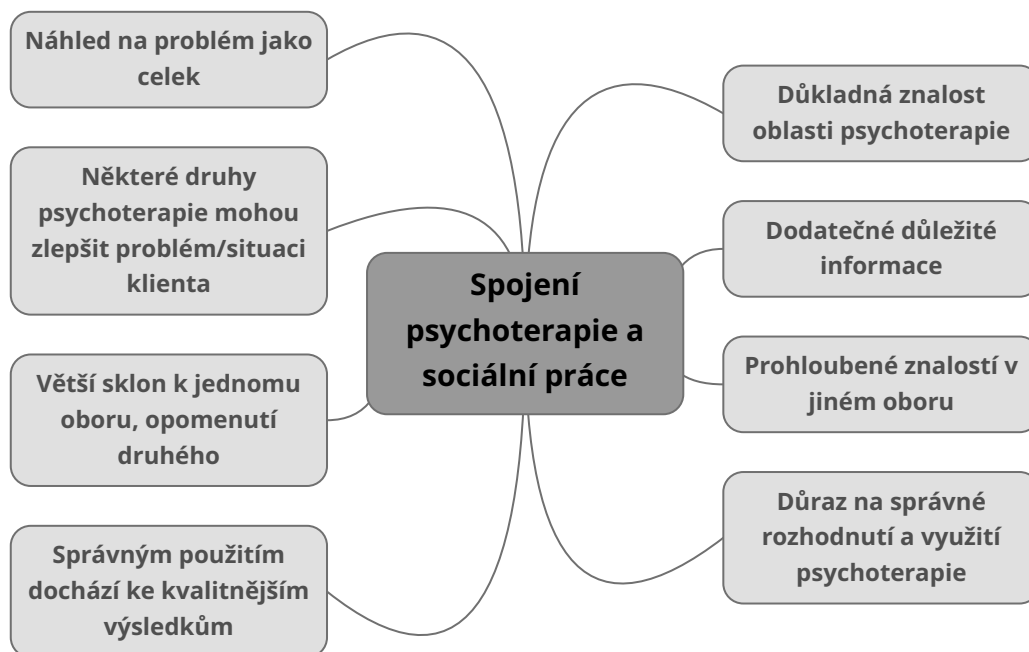 Náhled na problém jako
celek
Některé druhy
psychoterapie mohou
zlepšit problém/situaci
klienta
Větší sklon k jednomu
oboru, opomenutí
druhého
Správným použitím
dochází ke kvalitnějším
výsledkům
Spojení
psychoterapie a
sociální práce
Důkladná znalost
oblasti psychoterapie
Dodatečné důležité
informace
Prohloubené znalostí v
jiném oboru
Důraz na správné
rozhodnutí a využití
psychoterapie